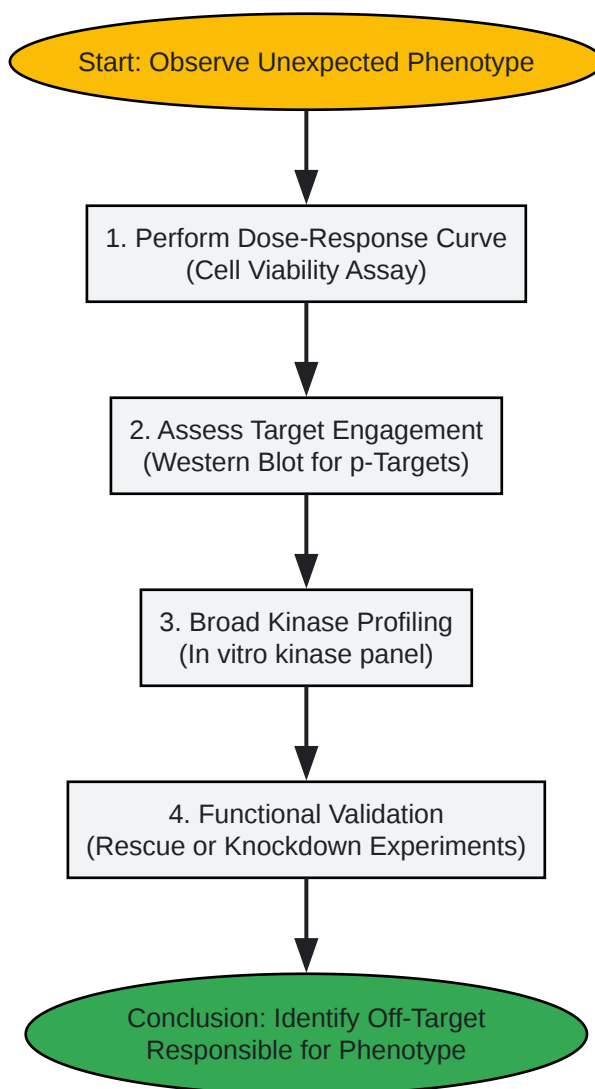 Start: Observe Unexpected Phenotype
1. Perform Dose-Response Curve
(Cell Viability Assay)
2. Assess Target Engagement
(Western Blot for p-Targets)
3. Broad Kinase Profiling
(In vitro kinase panel)
4. Functional Validation
(Rescue or Knockdown Experiments)
Conclusion: Identify Off-Target
Responsible for Phenotype